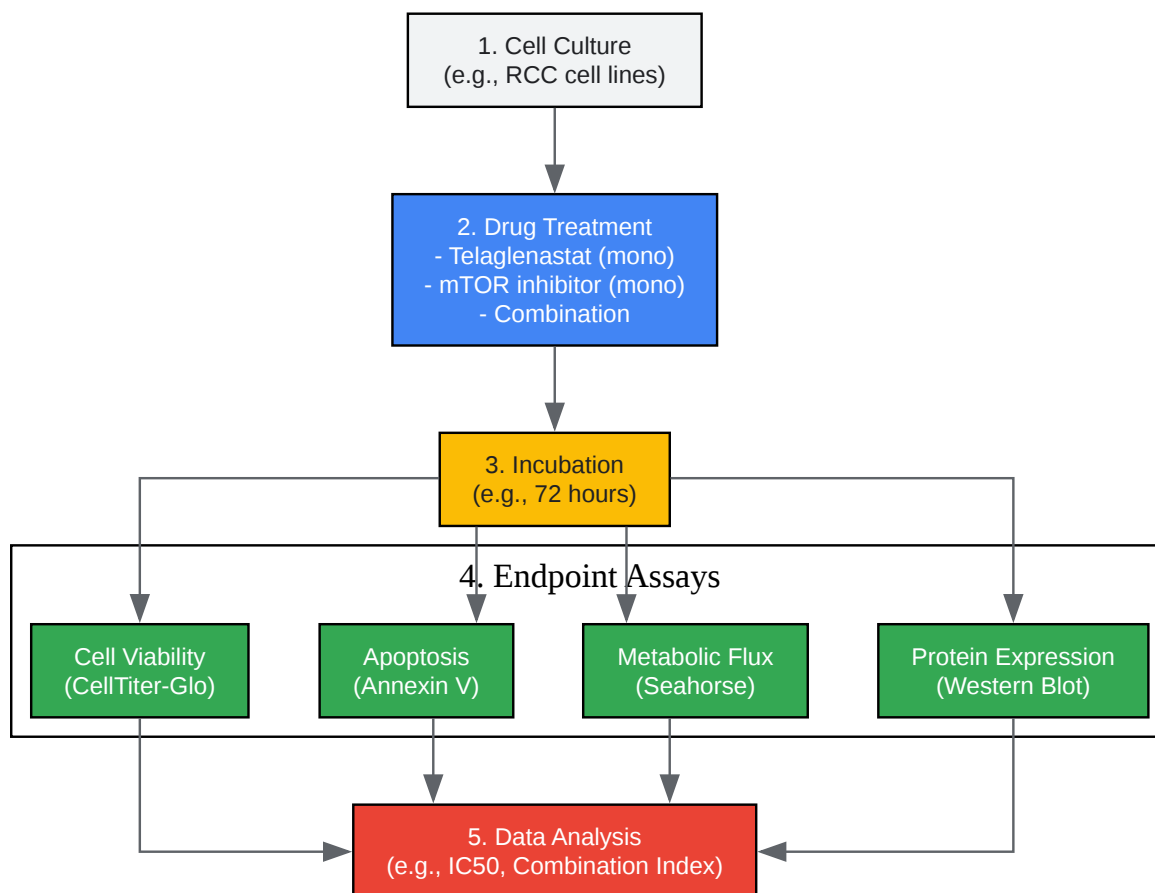 1. Cell Culture
(e.g., RCC cell lines)
2. Drug Treatment
- Telaglenastat (mono)
- mTOR inhibitor (mono)
- Combination
3. Incubation
(e.g., 72 hours)
4. Endpoint Assays
Cell Viability
(CellTiter-Glo)
Apoptosis
(Annexin V)
Metabolic Flux
(Seahorse)
Protein Expression
(Western Blot)
5. Data Analysis
(e.g., IC50, Combination Index)